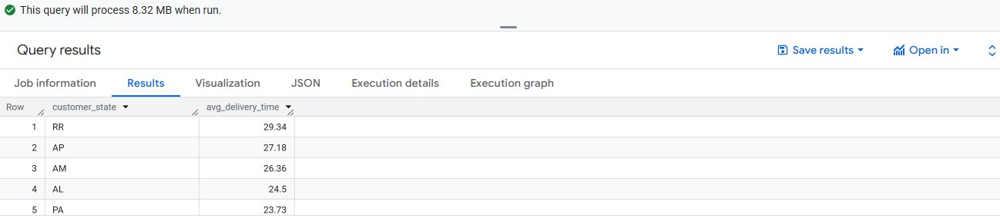 This query will process 8.32 MB when run.
Query results
Save results
Open in
Job information Results Visualization JSON Execution details Execution graph
Row customer_state avg_delivery_time
1 RR 29.34
2 AP 27.18
3 AM 26.36
4 AL 24.5
5 PA 23.73